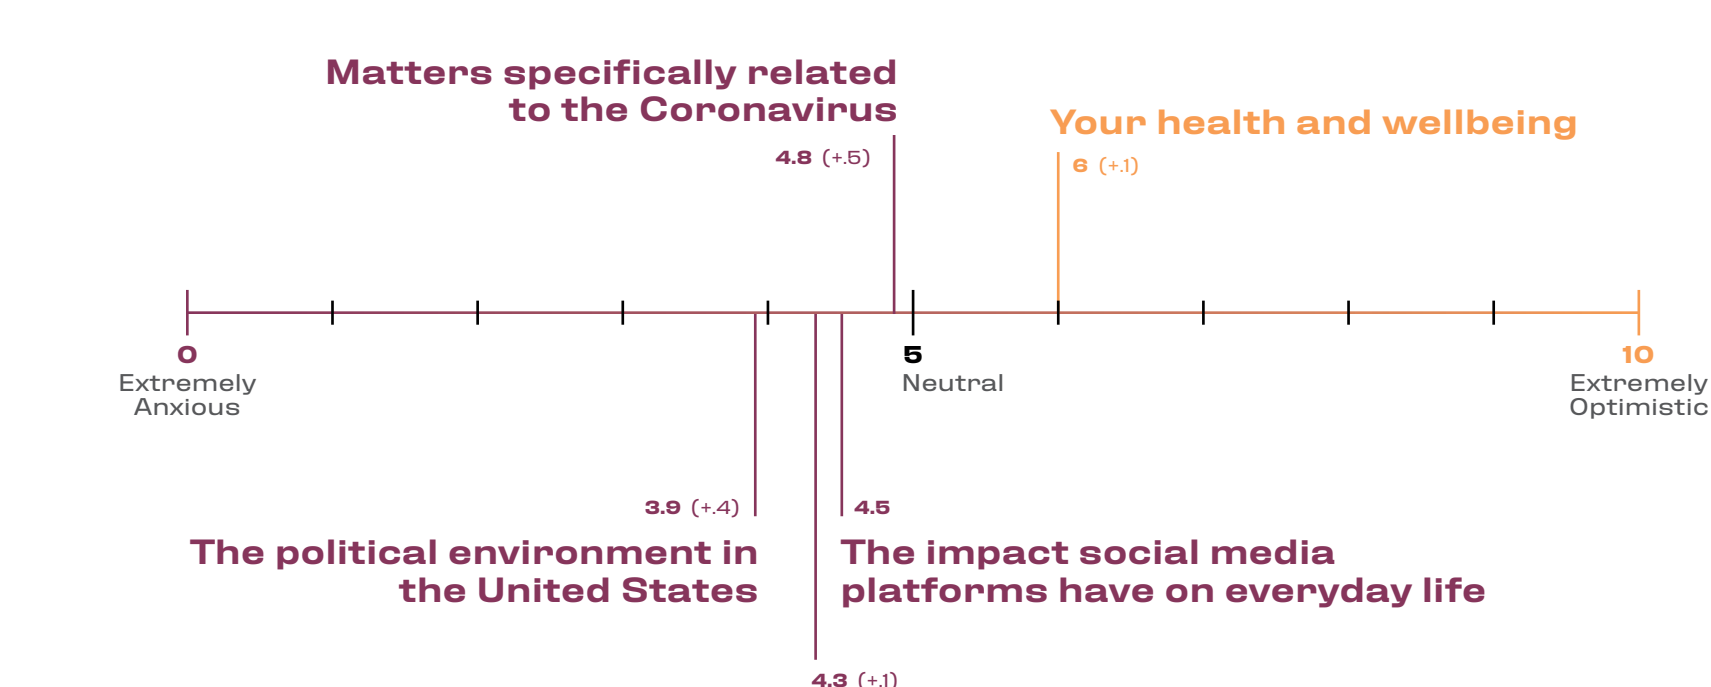 Matters specifically related
to the Coronavirus
4.8 (+.5)
Your health and wellbeing
6 (+.1)
0
Extremely
Anxious
5
Neutral
10
Extremely
Optimistic
3.9 (+.4)
The political environment in
the United States
4.5
The impact social media
platforms have on everyday life
4.3 (+.1)